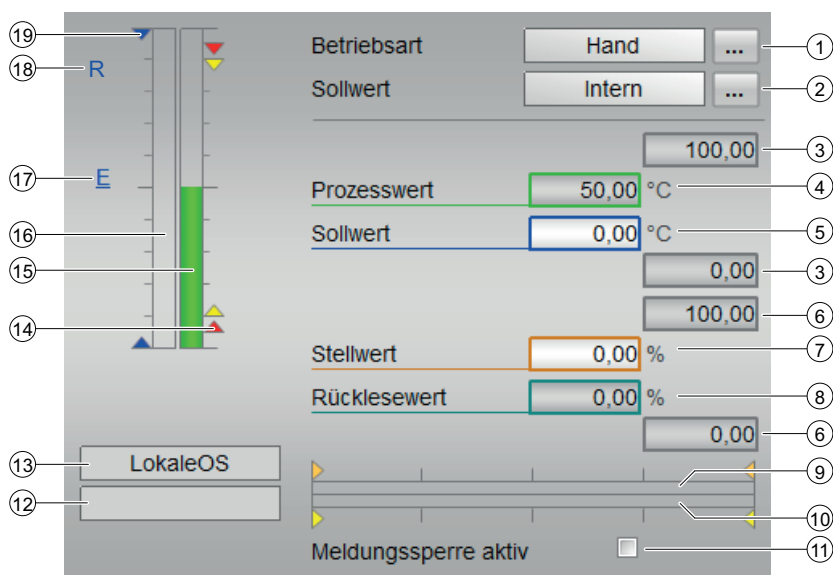 19
18
R
17
E
16
15
14
13
LokaleOS
12
Betriebsart Hand ... 1
Sollwert Intern ... 2
100,00 3
Prozesswert 50,00 °C 4
Sollwert 0,00 °C 5
0,00 3
100,00 6
Stellwert 0,00 % 7
Rücklesewert 0,00 % 8
0,00 6
9
10
Meldungssperre aktiv 11